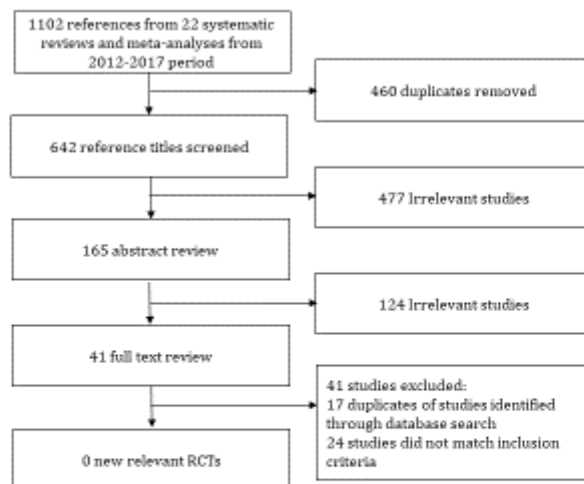 1102 references from 22 systematic
reviews and meta-analyses from
2012-2017 period
460 duplicates removed
642 reference titles screened
477 Irrelevant studies
165 abstract review
124 Irrelevant studies
41 full text review
41 studies excluded:
17 duplicates of studies identified
through database search
24 studies did not match inclusion
criteria
0 new relevant RCTs